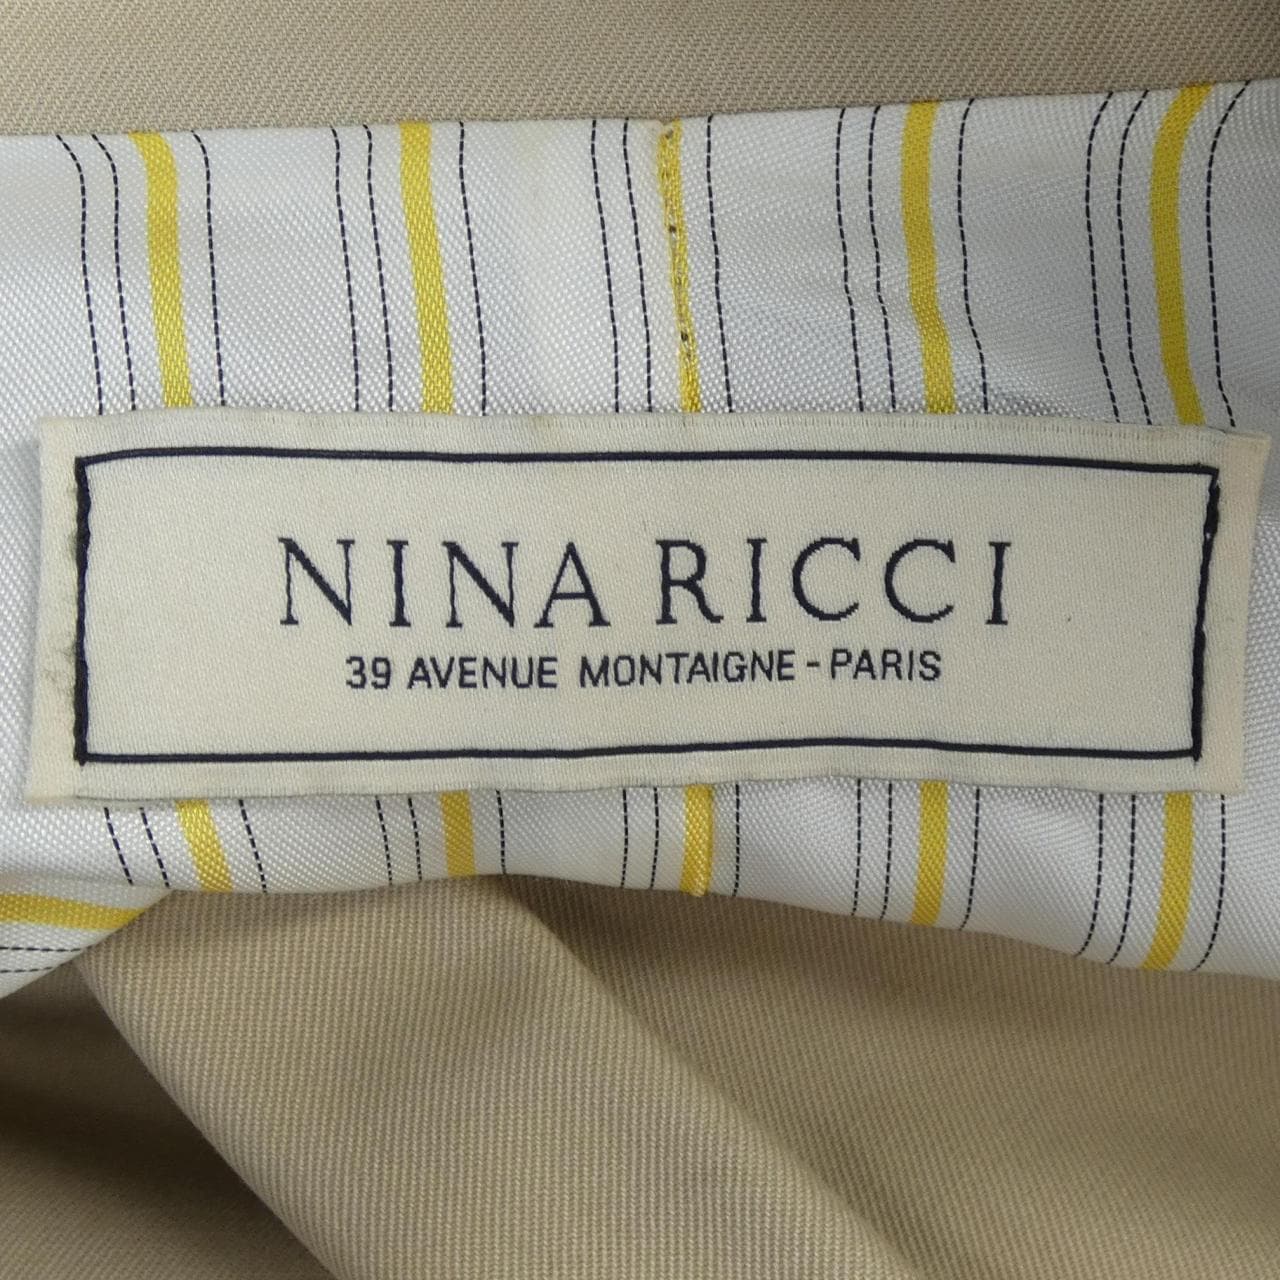 NINA RICCI
39 AVENUE MONTAIGNE - PARIS